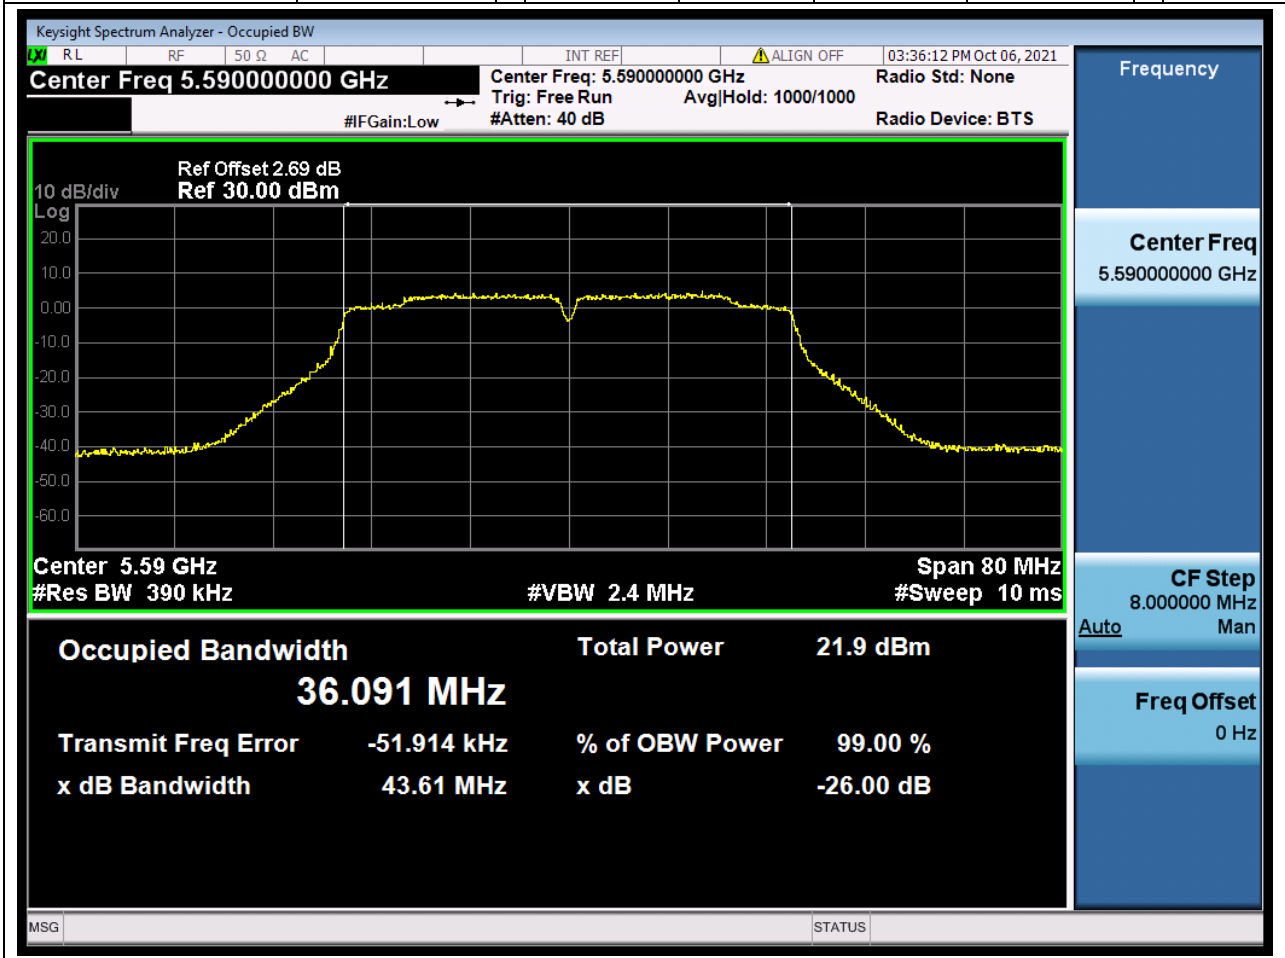 Keysight Spectrum Analyzer - Occupied BW
LXI RL RF 50 Ω AC INT REF ALIGN OFF 03:36:12 PM Oct 06, 2021
Center Freq 5.590000000 GHz
Center Freq: 5.590000000 GHz
Radio Std: None
Trig: Free Run Avg|Hold: 1000/1000
#IFGain:Low
#Atten: 40 dB
Radio Device: BTS
Ref Offset 2.69 dB
10 dB/div Ref 30.00 dBm
Log
20.0
10.0
0.00
-10.0
-20.0
-30.0
-40.0
-50.0
-60.0
Center 5.59 GHz Span 80 MHz
#Res BW 390 kHz #VBW 2.4 MHz #Sweep 10 ms
Occupied Bandwidth Total Power 21.9 dBm
36.091 MHz
Transmit Freq Error -51.914 kHz % of OBW Power 99.00 %
x dB Bandwidth 43.61 MHz x dB -26.00 dB
Frequency
Center Freq
5.590000000 GHz
CF Step
8.000000 MHz
Auto Man
Freq Offset
0 Hz
MSG STATUS